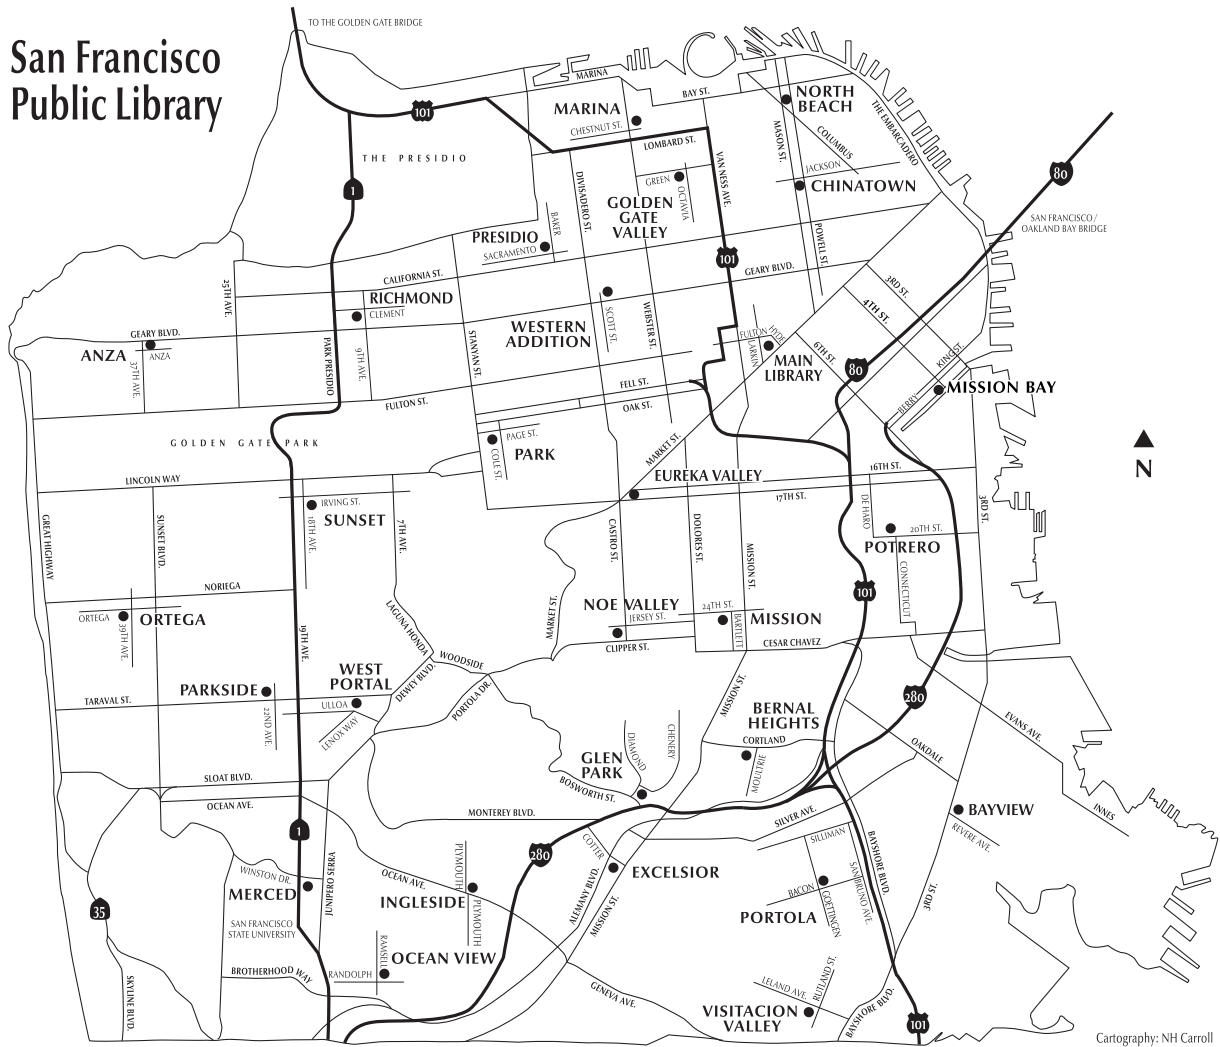 San Francisco
Public Library
TO THE GOLDEN GATE BRIDGE
101
THE PRESIDIO
1
MARINA
MARINA
CHESTNUT ST.
BAY ST.
LOMBARD ST.
NORTH
BEACH
MASON ST.
COLUMBUS
THE EMBARCADERO
JACKSON
CHINATOWN
VAN NESS AVE.
GREEN
OCTAVIA
GOLDEN
GATE
VALLEY
DIVISADERO ST.
BAKER
PRESIDIO
SACRAMENTO
POWELL ST.
80
SAN FRANCISCO/
OAKLAND BAY BRIDGE
101
GEARY BLVD.
CALIFORNIA ST.
25TH AVE.
RICHMOND
CLEMENT
GEARY BLVD.
ANZA
ANZA
37TH AVE.
PARK PRESIDIO
9TH AVE.
STANYAN ST.
WESTERN
ADDITION
SCOTT ST.
WEBSTER ST.
FULTON
HYDE
LARKIN
MAIN
LIBRARY
3RD ST.
4TH ST.
6TH ST.
80
KING ST.
BERRY
MISSION BAY
FULTON ST.
FELL ST.
OAK ST.
GOLDEN GATE PARK
PAGE ST.
COLE ST.
PARK
MARKET ST.
N
EUREKA VALLEY
16TH ST.
17TH ST.
LINCOLN WAY
IRVING ST.
SUNSET
18TH AVE.
7TH AVE.
GREAT HIGHWAY
SUNSET BLVD.
CASTRO ST.
DOLORES ST.
MISSION ST.
DE HARO
20TH ST.
POTRERO
CONNECTICUT
3RD ST.
101
NORIEGA
ORTEGA
ORTEGA
39TH AVE.
19TH AVE.
LAGUNA HONDA
MARKET ST.
NOE VALLEY
JERSEY ST.
CLIPPER ST.
24TH ST.
BARTLETT
MISSION
CESAR CHAVEZ
WOODSIDE
DEWEY BLVD.
PORTOLA DR.
WEST
PORTAL
ULLOA
LENOX WAY
PARKSIDE
22ND AVE.
TARAVAL ST.
MISSION ST.
280
BERNAL
HEIGHTS
CORTLAND
MOULTRIE
EVANS AVE.
OAKDALE
INNES
DIAMOND
CHENERY
GLEN
PARK
BOSWORTH ST.
SLOAT BLVD.
OCEAN AVE.
MONTEREY BLVD.
SILVER AVE.
BAYVIEW
REVERE AVE.
1
280
COTTER
EXCELSIOR
SILLIMAN
BACON
GOETTINGEN
SAN BRUNO AVE.
BAYSHORE BLVD.
PORTOLA
3RD ST.
WINSTON DR.
MERCED
JUNIPERO SERRA
OCEAN AVE.
PLYMOUTH
PLYMOUTH
INGLESIDE
ALEMANY BLVD.
MISSION ST.
35
SAN FRANCISCO
STATE UNIVERSITY
RAMSELL
RANDOLPH
OCEAN VIEW
BROTHERHOOD WAY
SKYLINE BLVD.
GENEVA AVE.
LELAND AVE.
RUTLAND ST.
VISITACION
VALLEY
BAYSHORE BLVD.
101
Cartography: NH Carroll